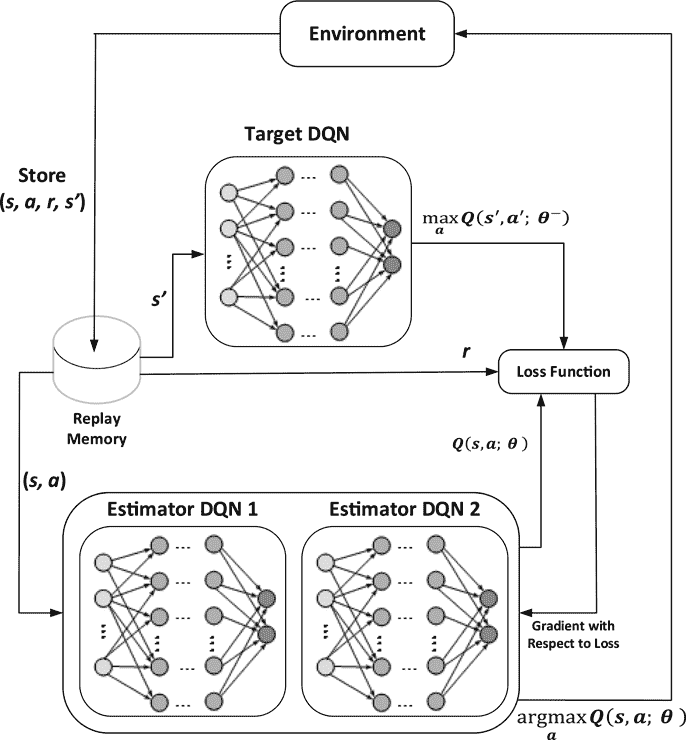 Environment
Target DQN
Store
(s, a, r, s′)
max Q(s′, a′; θ⁻)
a
s′
r
Loss Function
Replay
Memory
Q(s, a; θ)
(s, a)
Estimator DQN 1
Estimator DQN 2
Gradient with
Respect to Loss
argmax Q(s, a; θ)
a